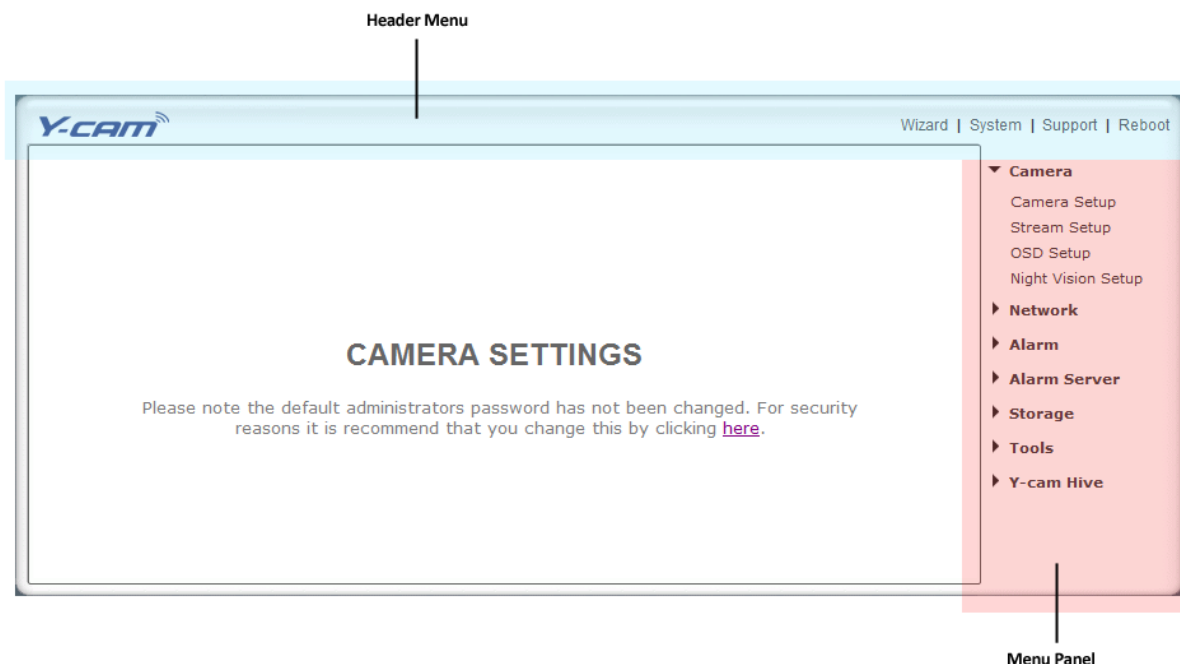 Header Menu
Y-cam
Wizard | System | Support | Reboot
Camera
Camera Setup
Stream Setup
OSD Setup
Night Vision Setup
Network
Alarm
Alarm Server
Storage
Tools
Y-cam Hive
CAMERA SETTINGS
Please note the default administrators password has not been changed. For security
reasons it is recommend that you change this by clicking here.
Menu Panel